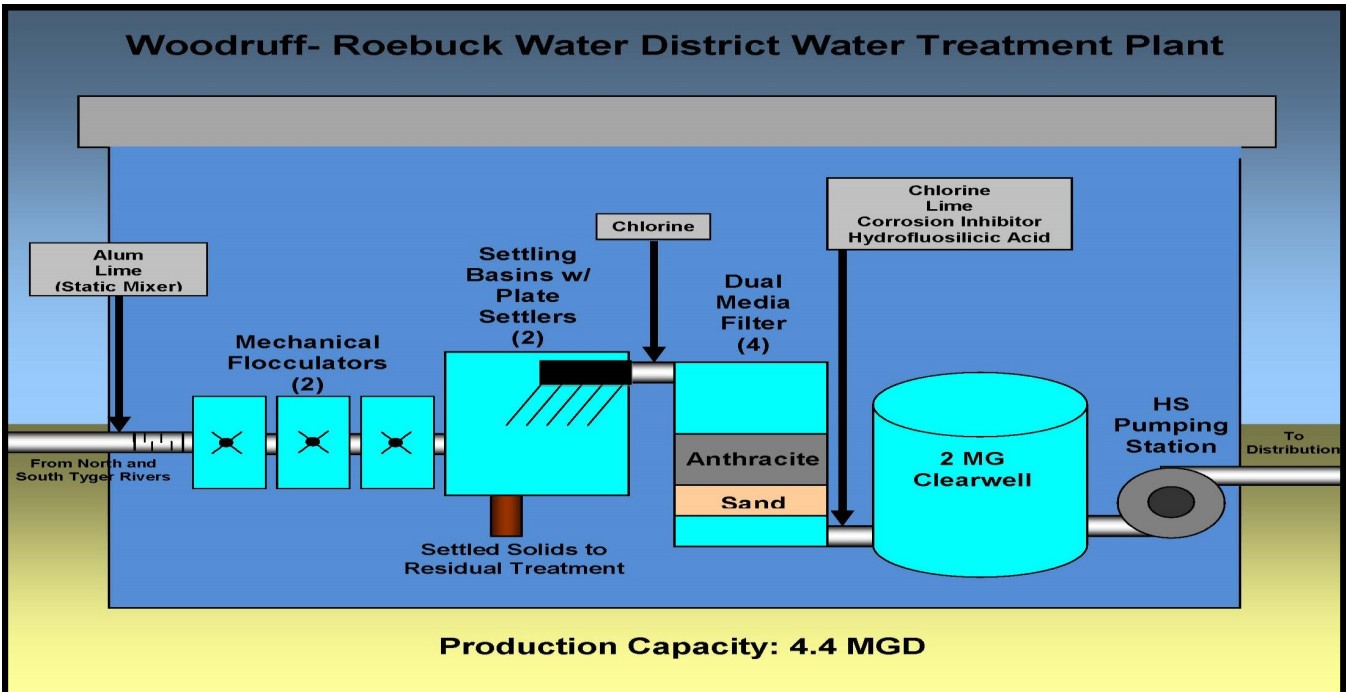 Woodruff- Roebuck Water District Water Treatment Plant
Alum
Lime
(Static Mixer)
Mechanical
Flocculators
(2)
Settling
Basins w/
Plate
Settlers
(2)
Chlorine
Dual
Media
Filter
(4)
Chlorine
Lime
Corrosion Inhibitor
Hydrofluosilicic Acid
From North and
South Tyger Rivers
Settled Solids to
Residual Treatment
Anthracite
Sand
2 MG
Clearwell
HS
Pumping
Station
To
Distribution
Production Capacity: 4.4 MGD